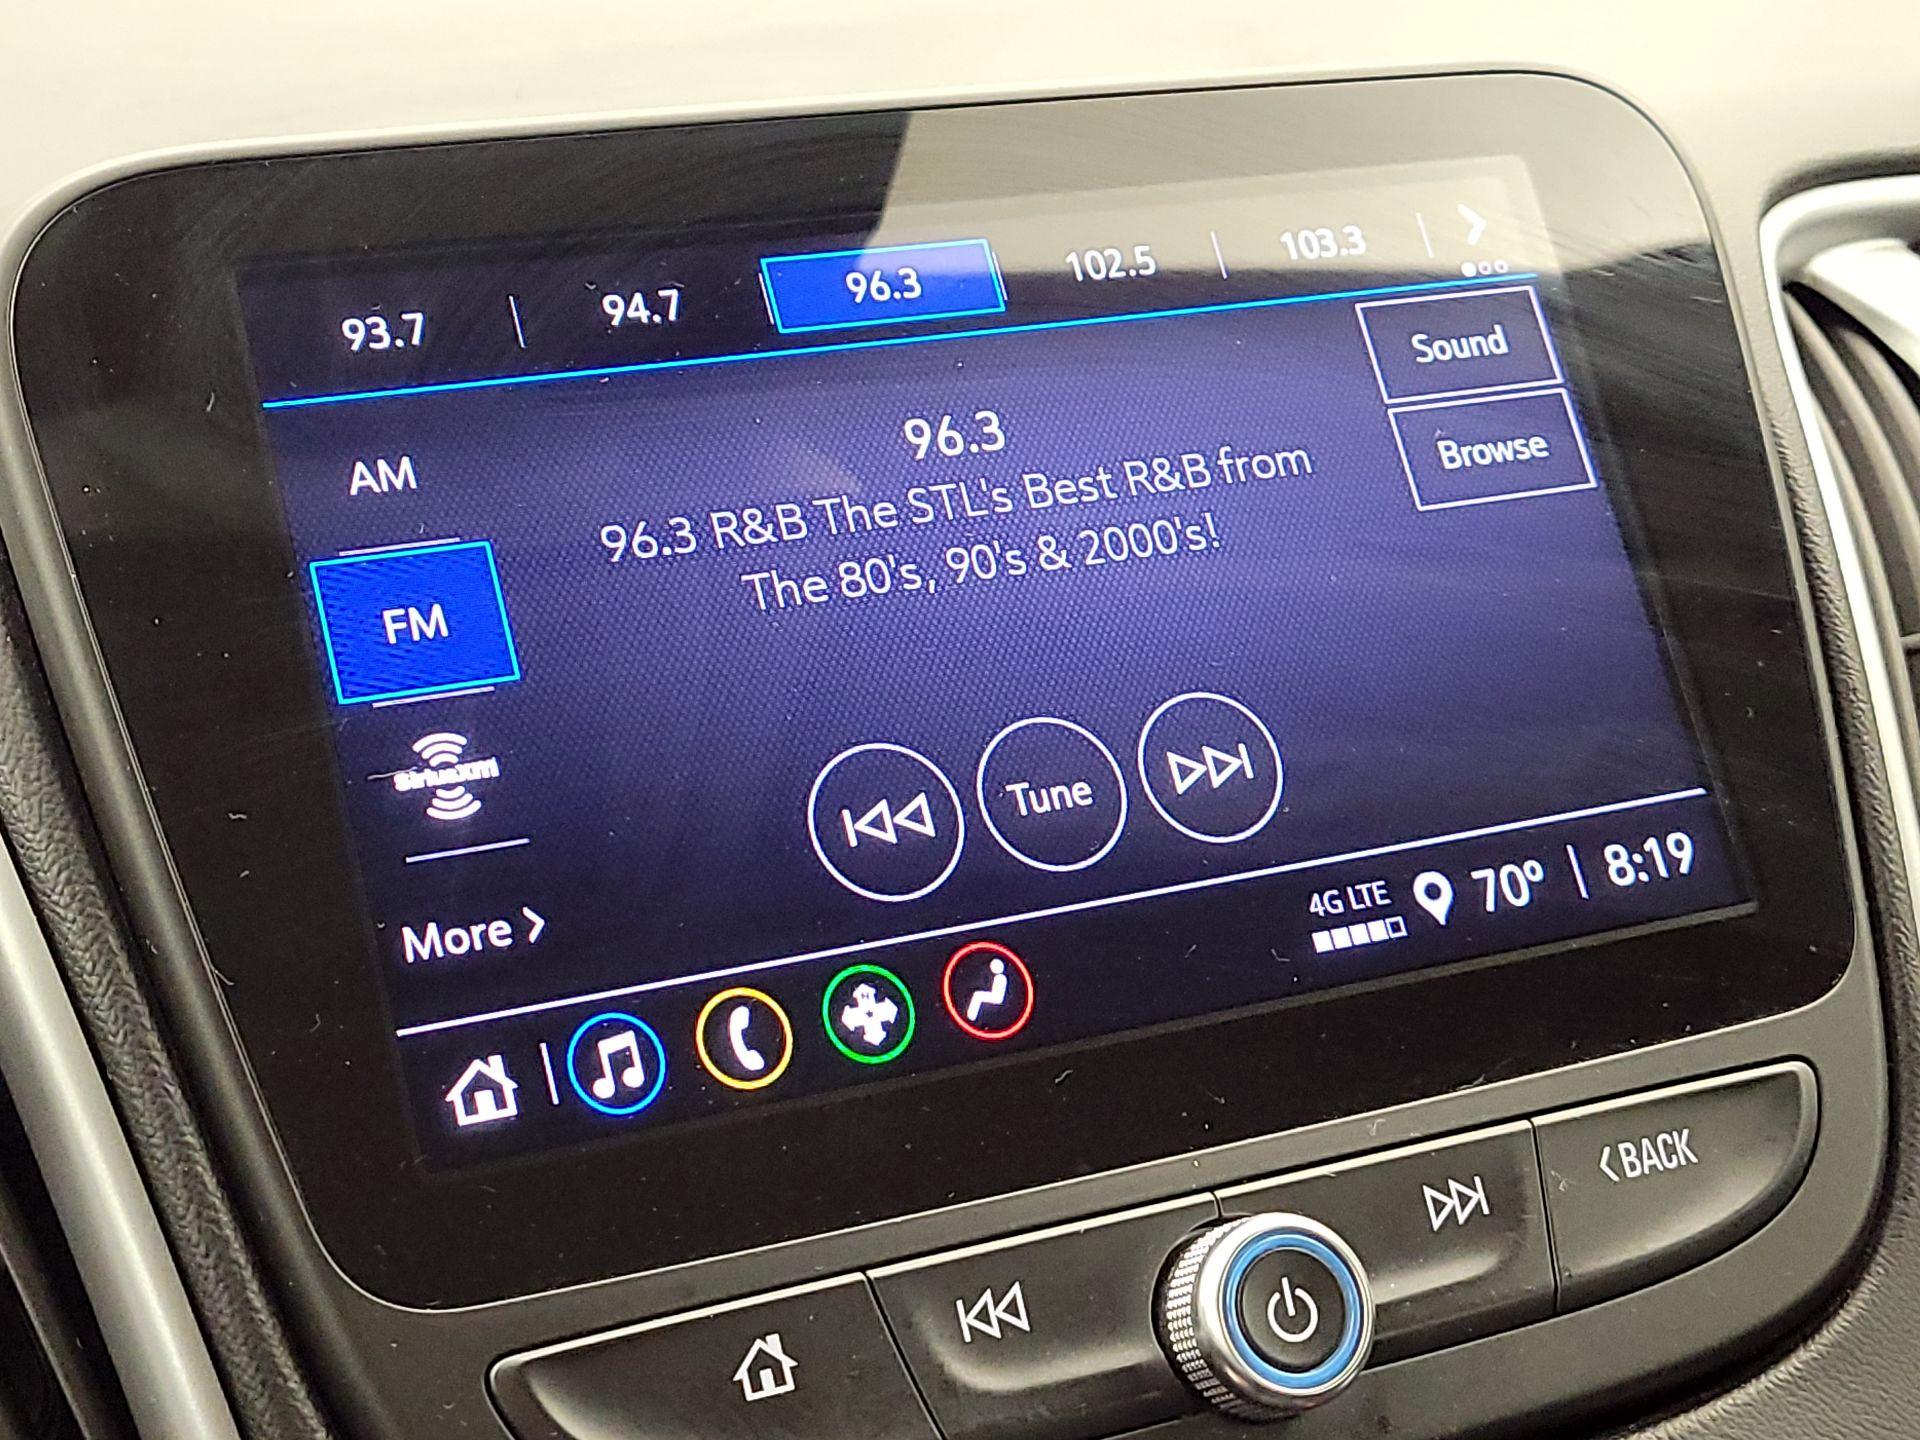 93.7 | 94.7 | 96.3 | 102.5 | 103.3 |
Sound
Browse
AM
FM
siriusxm
More
96.3
96.3 R&B The STL's Best R&B from
The 80's, 90's & 2000's!
Tune
4G LTE 70° | 8:19
BACK